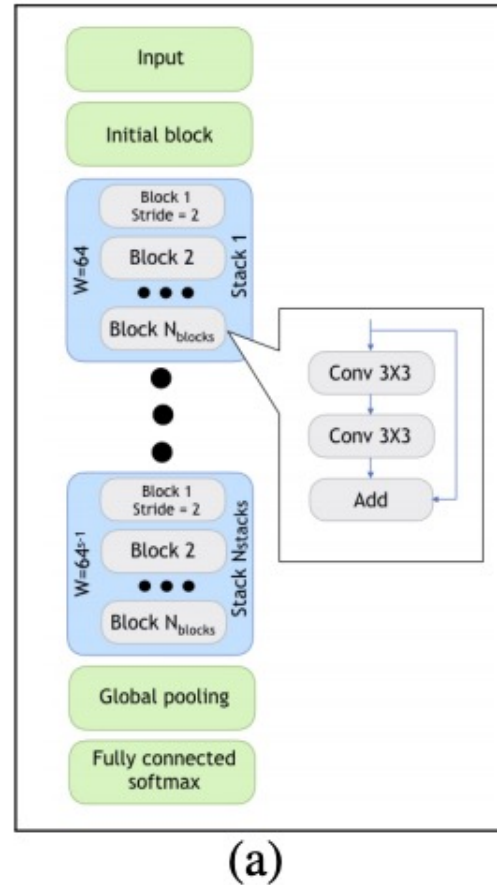 Input
Initial block
W=64
Block 1
Stride = 2
Block 2
Block N_blocks
Stack 1
Conv 3X3
Conv 3X3
Add
W=64^s-1
Block 1
Stride = 2
Block 2
Block N_blocks
Stack N_stacks
Global pooling
Fully connected
softmax
(a)